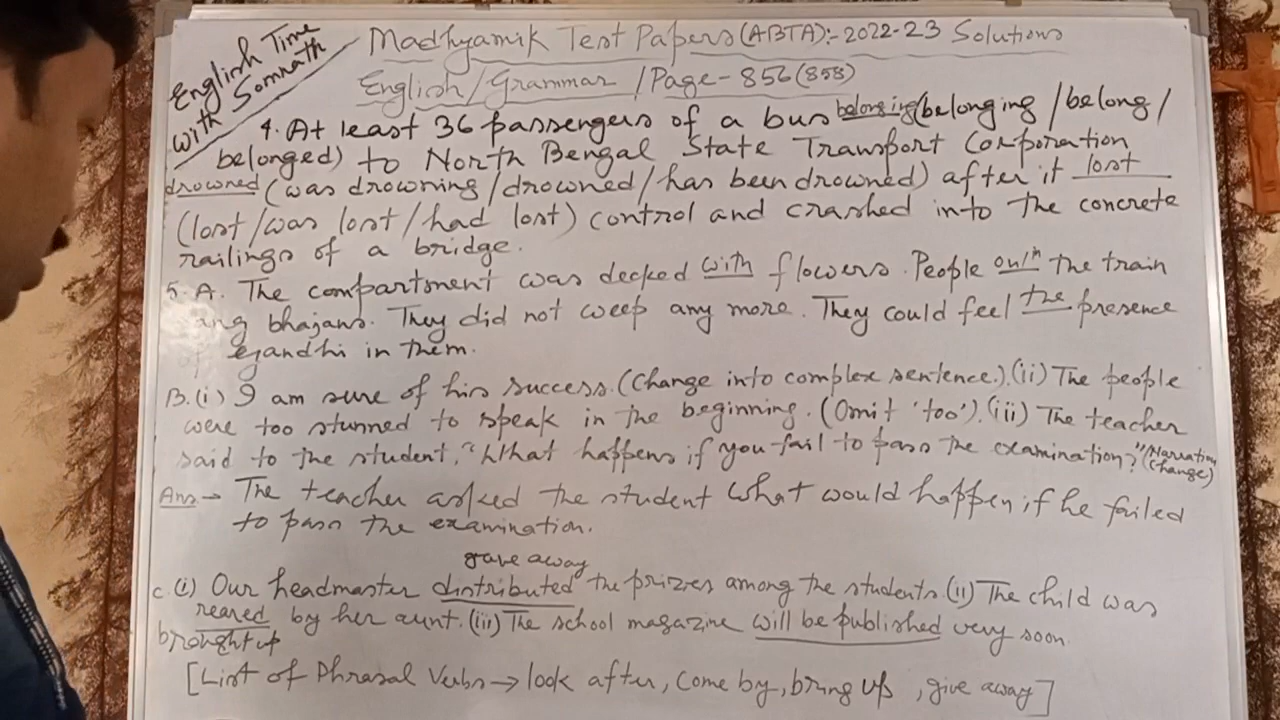 English Time
with Somnath
Madhyamik Test Papers (ABTA):- 2022-23 Solutions
English/Grammar /Page-856(858)
4. At least 36 passengers of a bus belonging (belonging /belong/
belonged) to North Bengal State Transport Corporation
drowned (was drowning/drowned/has been drowned) after it lost
(lost/was lost/had lost) control and crashed into the concrete
railings of a bridge.
5. A. The compartment was decked with flowers. People on/in the train
ang bhajans. They did not weep any more. They could feel the presence
of Gandhi in them.
B. (i) I am sure of his success. (Change into complex sentence.) (ii) The people
were too stunned to speak in the beginning. (Omit 'too'). (iii) The teacher
said to the student, "What happens if you fail to pass the examination?" (Narration
Change)
Ans→ The teacher asked the student what would happen if he failed
to pass the examination.
gave away
c. (i) Our headmaster distributed the prizes among the students. (ii) The child was
reared by her aunt. (iii) The school magazine will be published very soon.
brought up
[List of Phrasal Verbs → look after, come by, bring up, give away]